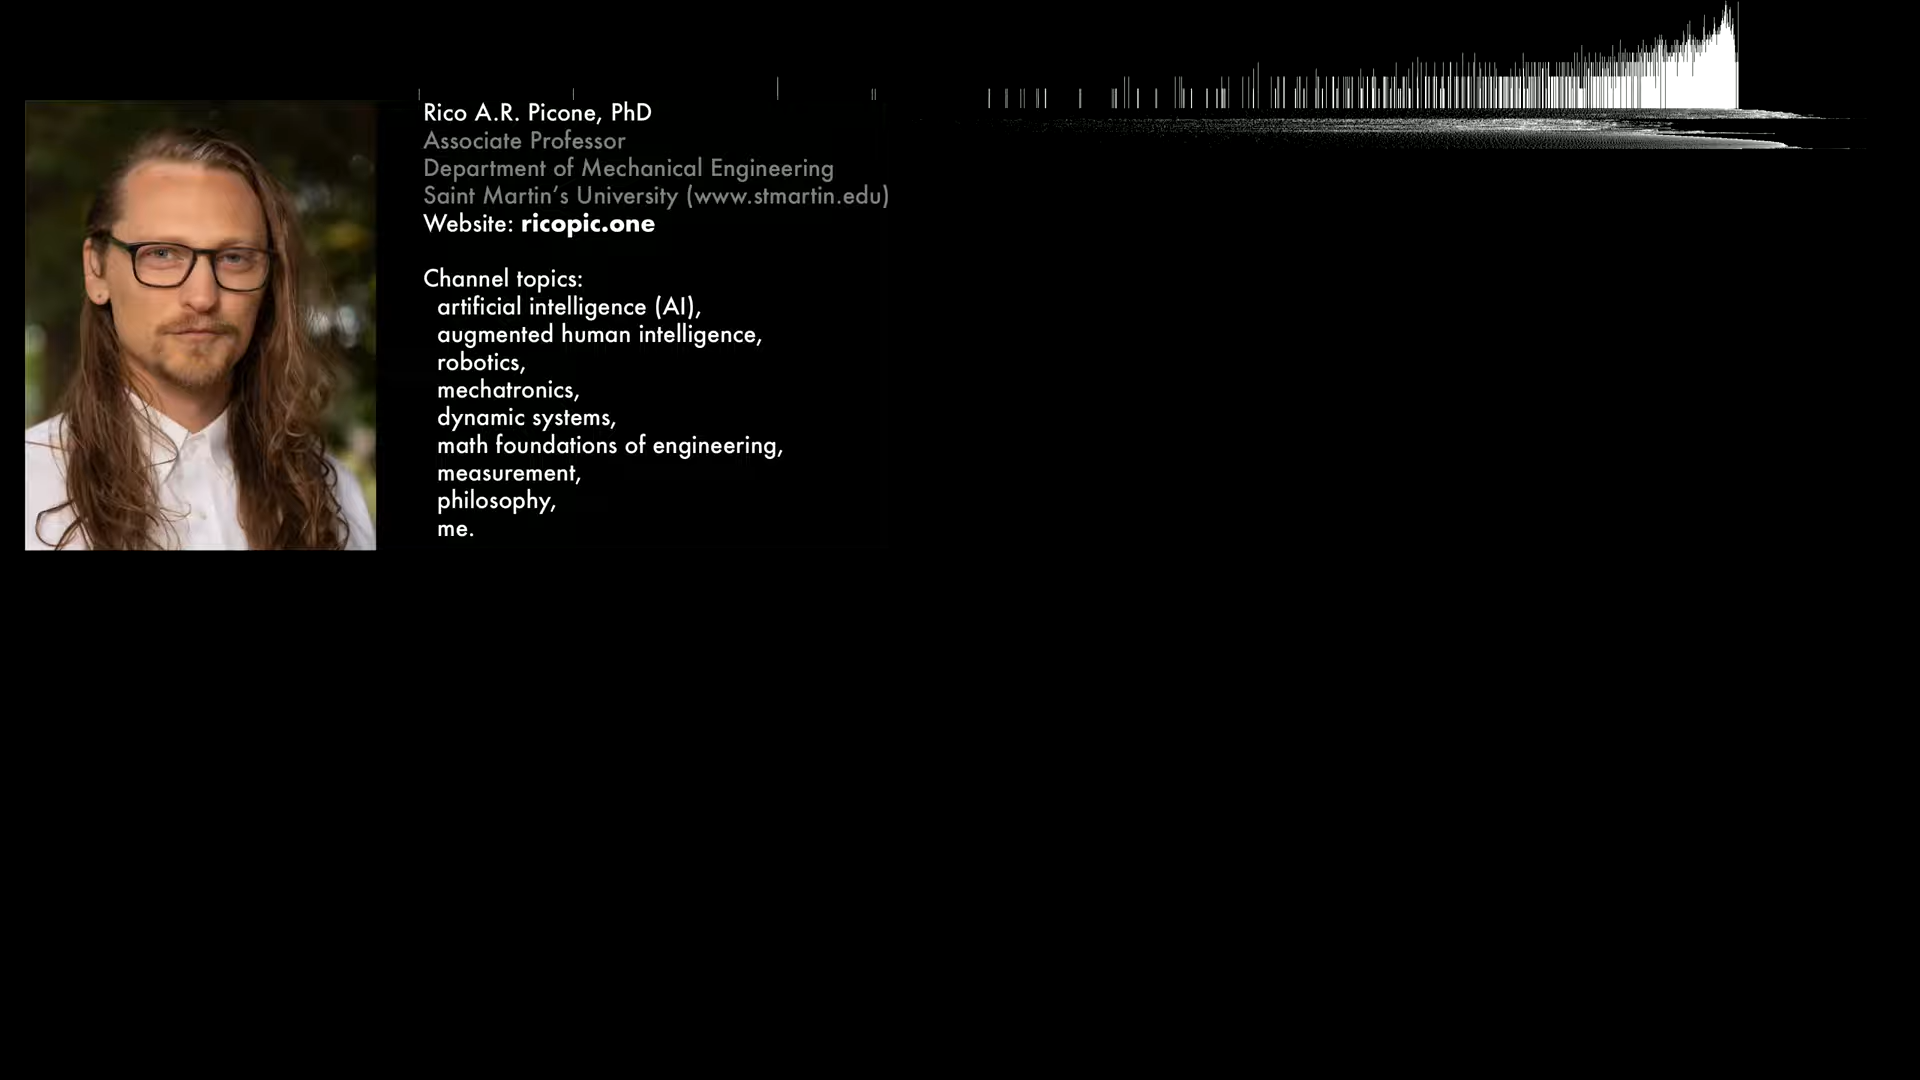 Rico A.R. Picone, PhD
Associate Professor
Department of Mechanical Engineering
Saint Martin’s University (www.stmartin.edu)
Website: ricopic.one
Channel topics:
artificial intelligence (AI),
augmented human intelligence,
robotics,
mechatronics,
dynamic systems,
math foundations of engineering,
measurement,
philosophy,
me.